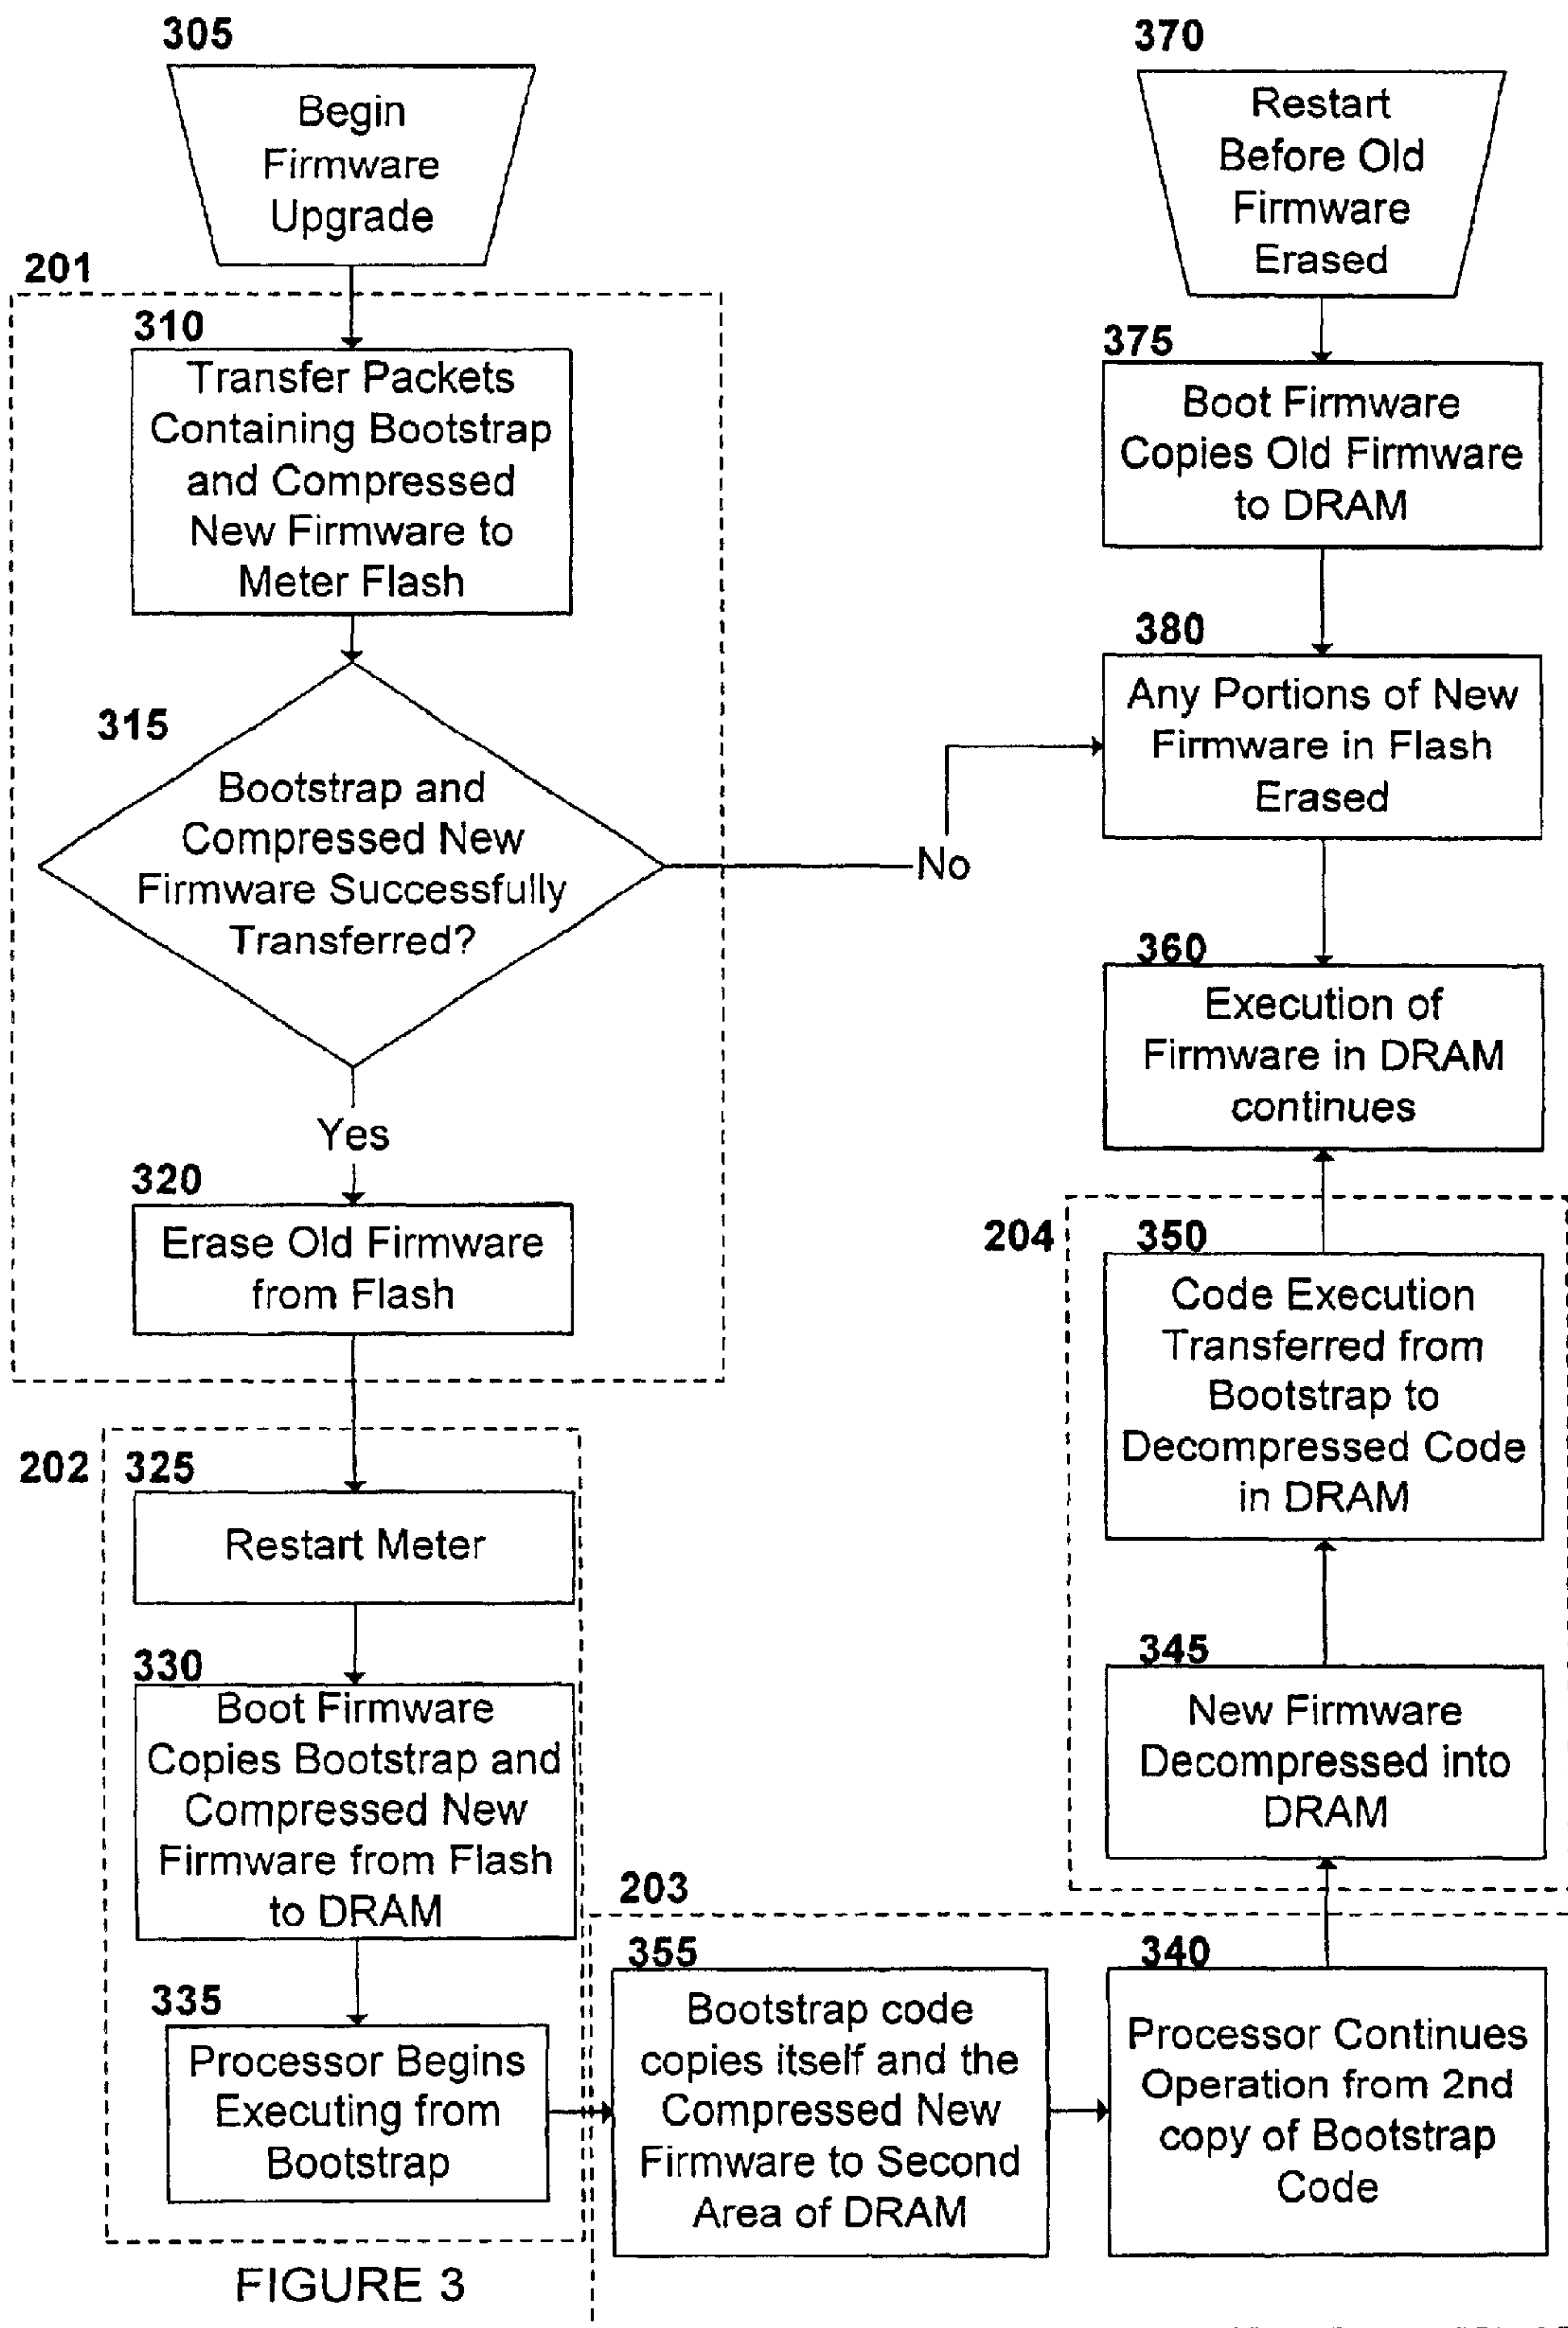 305
Begin
Firmware
Upgrade
201
310
Transfer Packets
Containing Bootstrap
and Compressed
New Firmware to
Meter Flash
315
Bootstrap and
Compressed New
Firmware Successfully
Transferred?
No
Yes
320
Erase Old Firmware
from Flash
202
325
Restart Meter
330
Boot Firmware
Copies Bootstrap and
Compressed New
Firmware from Flash
to DRAM
335
Processor Begins
Executing from
Bootstrap
203
355
Bootstrap code
copies itself and the
Compressed New
Firmware to Second
Area of DRAM
340
Processor Continues
Operation from 2nd
copy of Bootstrap
Code
204
345
New Firmware
Decompressed into
DRAM
350
Code Execution
Transferred from
Bootstrap to
Decompressed Code
in DRAM
360
Execution of
Firmware in DRAM
continues
370
Restart
Before Old
Firmware
Erased
375
Boot Firmware
Copies Old Firmware
to DRAM
380
Any Portions of New
Firmware in Flash
Erased
FIGURE 3